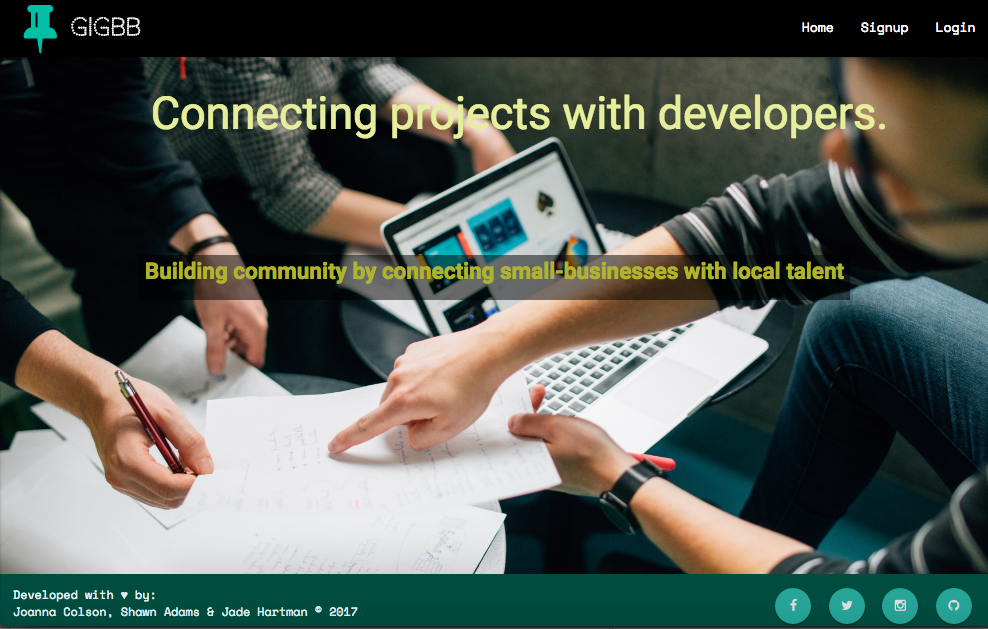 GIGBB
Home Signup Login
Connecting projects with developers.
Building community by connecting small-businesses with local talent
Developed with ♥ by:
Joanna Colson, Shawn Adams & Jade Hartman © 2017